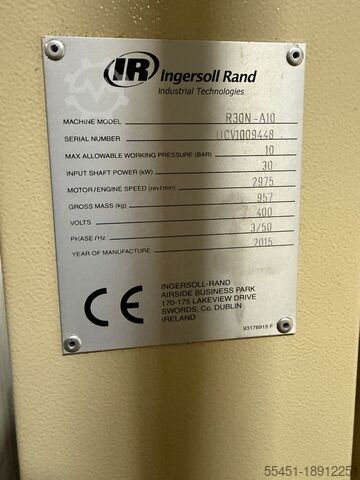 IR Ingersoll Rand
Industrial Technologies
MACHINE MODEL R30N-A10
SERIAL NUMBER UCV1009448
MAX ALLOWABLE WORKING PRESSURE (BAR) 10
INPUT SHAFT POWER (kW) 30
MOTOR/ENGINE SPEED (rev/min) 2975
GROSS MASS (kg) 957
VOLTS 400
PHASE/Hz 3/50
YEAR OF MANUFACTURE 2015
CE
INGERSOLL-RAND
AIRSIDE BUSINESS PARK
170-175 LAKEVIEW DRIVE
SWORDS, Co. DUBLIN
IRELAND
93176915 F
55451-18912251